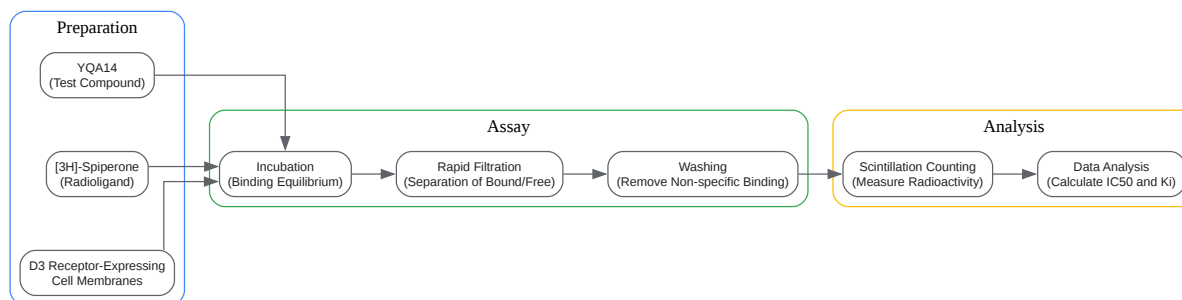 Preparation
YQA14
(Test Compound)
[3H]-Spiperone
(Radioligand)
D3 Receptor-Expressing
Cell Membranes
Assay
Incubation
(Binding Equilibrium)
Rapid Filtration
(Separation of Bound/Free)
Washing
(Remove Non-specific Binding)
Analysis
Scintillation Counting
(Measure Radioactivity)
Data Analysis
(Calculate IC50 and Ki)